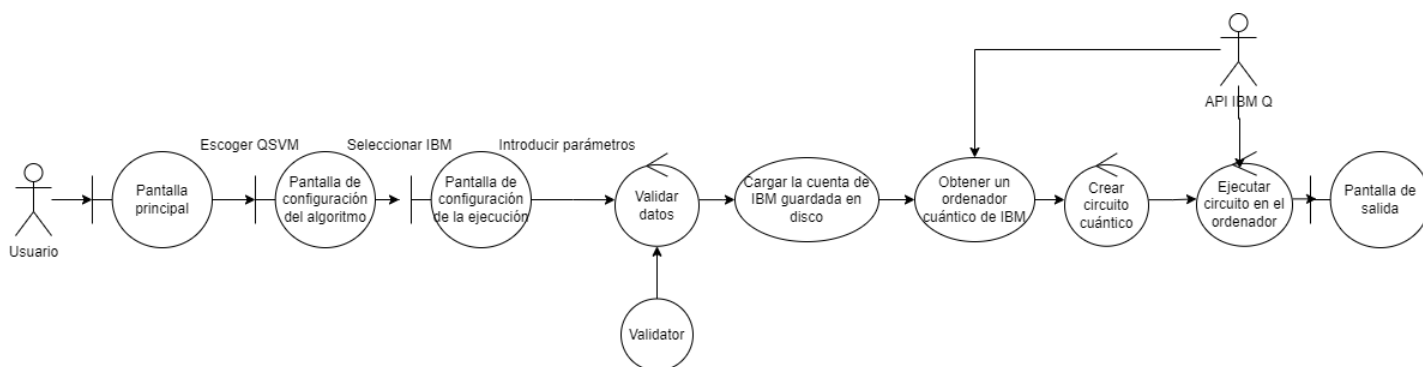 API IBM Q
Escoger QSVM
Seleccionar IBM
Introducir parámetros
Usuario
Pantalla
principal
Pantalla de
configuración
del algoritmo
Pantalla de
configuración
de la ejecución
Validar
datos
Cargar la cuenta de
IBM guardada en
disco
Obtener un
ordenador
cuántico de IBM
Crear
circuito
cuántico
Ejecutar
circuito en el
ordenador
Pantalla de
salida
Validator